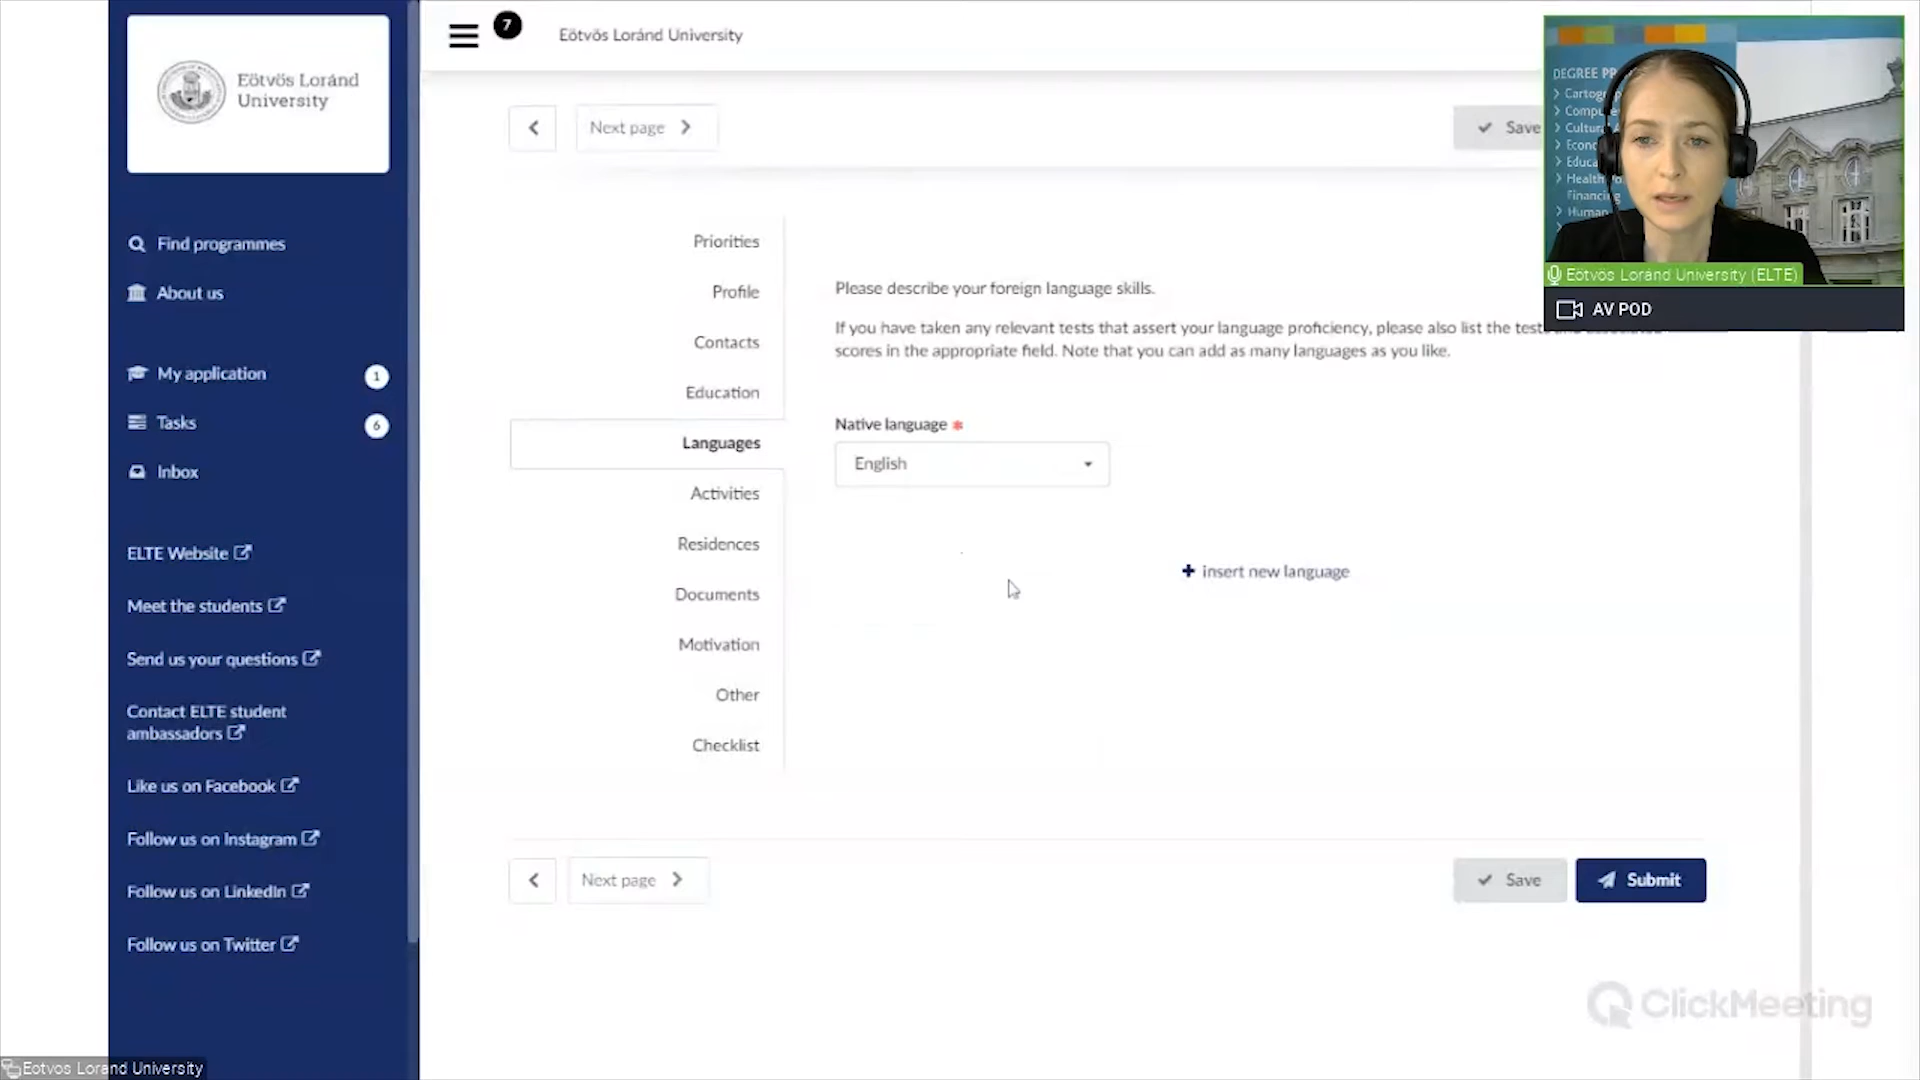 Eötvös Loránd
University
Find programmes
About us
My application
1
Tasks
6
Inbox
ELTE Website
Meet the students
Send us your questions
Contact ELTE student
ambassadors
Like us on Facebook
Follow us on Instagram
Follow us on LinkedIn
Follow us on Twitter
Eotvos Lorand University
7
Eötvös Loránd University
Next page
Save
Priorities
Profile
Contacts
Education
Languages
Activities
Residences
Documents
Motivation
Other
Checklist
Please describe your foreign language skills.
If you have taken any relevant tests that assert your language proficiency, please also list the tests
scores in the appropriate field. Note that you can add as many languages as you like.
Native language *
English
+ insert new language
Next page
Save
Submit
DEGREE
Financing
Human
Eötvös Loránd University (ELTE)
AV POD
ClickMeeting